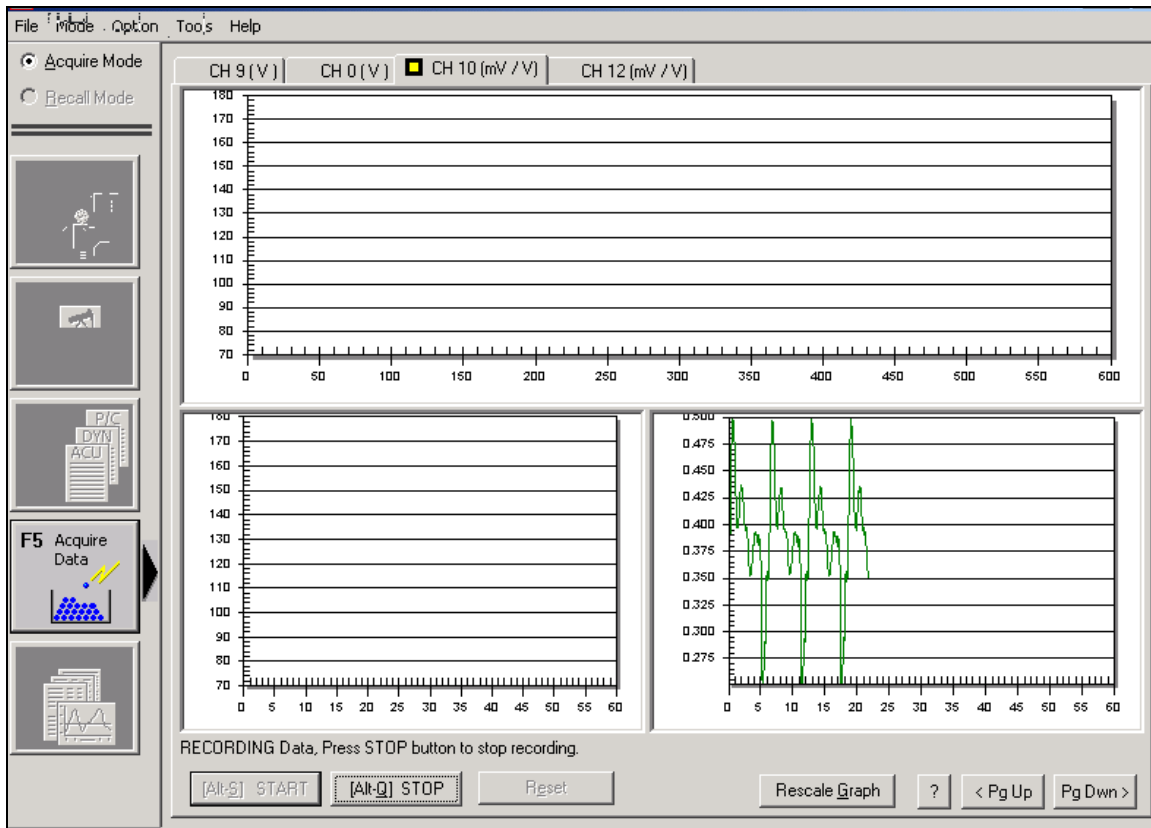 File Mode Option Tools Help
Acquire Mode
Recall Mode
CH 9 ( V ) CH 0 ( V ) CH 10 (mV / V) CH 12 (mV / V)
180
170
160
150
140
130
120
110
100
90
80
70
0 50 100 150 200 250 300 350 400 450 500 550 600
P/C
DYN
ACU
F5 Acquire
Data
180
170
160
150
140
130
120
110
100
90
80
70
0 5 10 15 20 25 30 35 40 45 50 55 60
0.500
0.475
0.450
0.425
0.400
0.375
0.350
0.325
0.300
0.275
0 5 10 15 20 25 30 35 40 45 50 55 60
RECORDING Data, Press STOP button to stop recording.
[Alt-S] START [Alt-Q] STOP Reset Rescale Graph ? < Pg Up Pg Dwn >